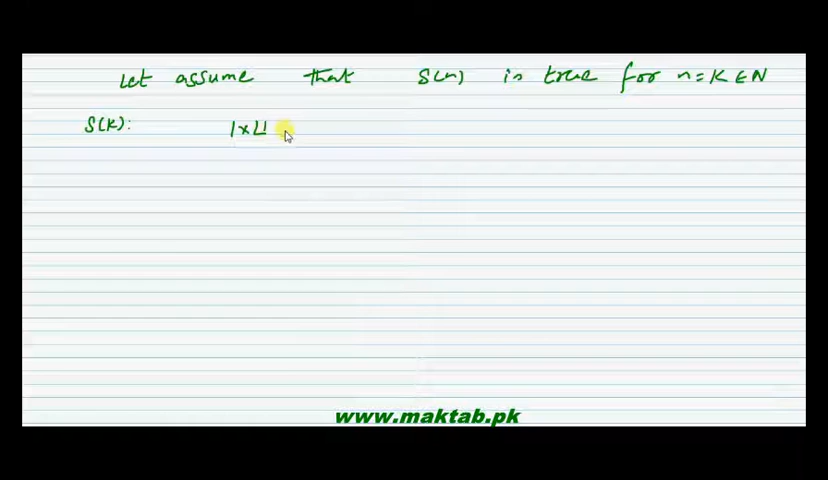 Let assume that S(n) is true for n=K∈N
S(K): 1×∟1
www.maktab.pk